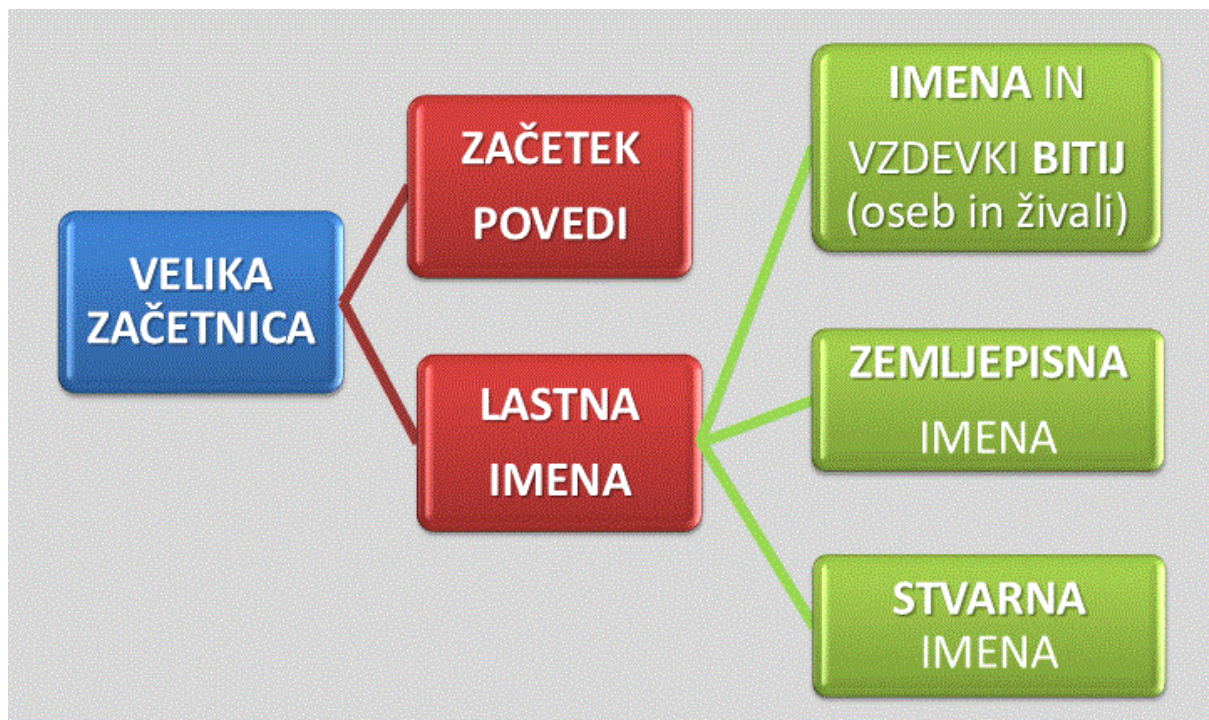 VELIKA
ZAČETNICA
ZAČETEK
POVEDI
LASTNA
IMENA
IMENA IN
VZDEVKI BITIJ
(oseb in živali)
ZEMLJEPISNA
IMENA
STVARNA
IMENA